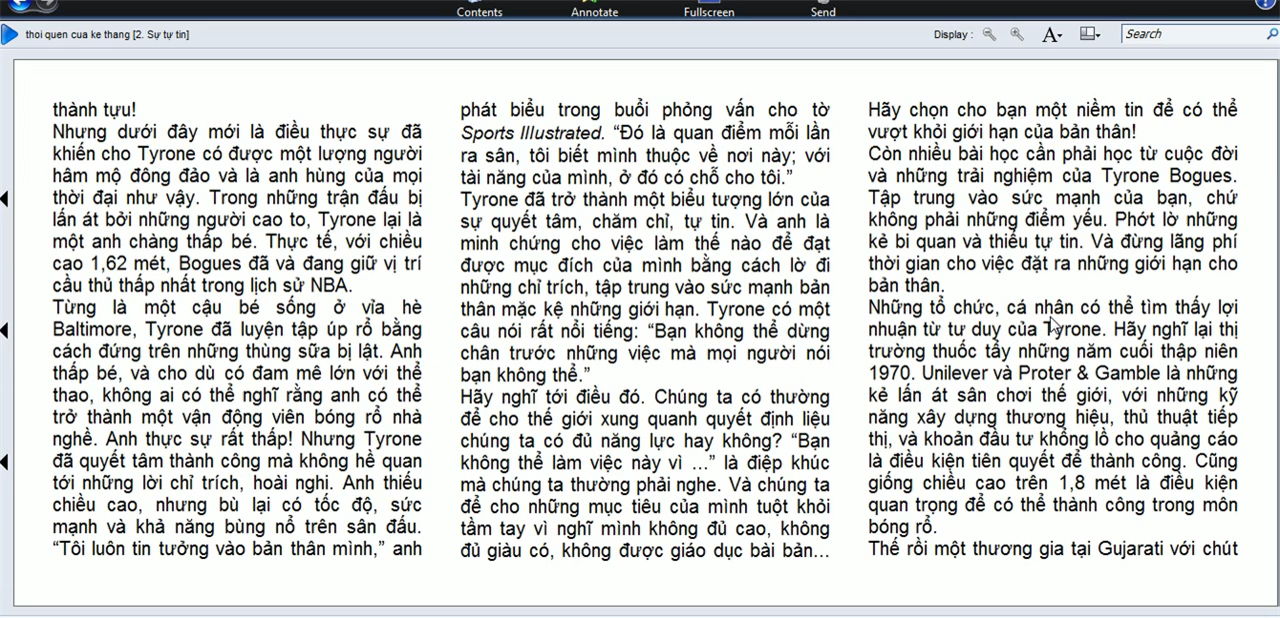 Contents
Annotate
Fullscreen
Send
thoi quen cua ke thang [2. Sự tự tin]
Display :
A
Search
thành tựu!
Nhưng dưới đây mới là điều thực sự đã
khiến cho Tyrone có được một lượng người
hâm mộ đông đảo và là anh hùng của mọi
thời đại như vậy. Trong những trận đấu bị
lấn át bởi những người cao to, Tyrone lại là
một anh chàng thấp bé. Thực tế, với chiều
cao 1,62 mét, Bogues đã và đang giữ vị trí
cầu thủ thấp nhất trong lịch sử NBA.
Từng là một cậu bé sống ở vỉa hè
Baltimore, Tyrone đã luyện tập úp rổ bằng
cách đứng trên những thùng sữa bị lật. Anh
thấp bé, và cho dù có đam mê lớn với thể
thao, không ai có thể nghĩ rằng anh có thể
trở thành một vận động viên bóng rổ nhà
nghề. Anh thực sự rất thấp! Nhưng Tyrone
đã quyết tâm thành công mà không hề quan
tới những lời chỉ trích, hoài nghi. Anh thiếu
chiều cao, nhưng bù lại có tốc độ, sức
mạnh và khả năng bùng nổ trên sân đấu.
“Tôi luôn tin tưởng vào bản thân mình,” anh
phát biểu trong buổi phỏng vấn cho tờ
Sports Illustrated. “Đó là quan điểm mỗi lần
ra sân, tôi biết mình thuộc về nơi này; với
tài năng của mình, ở đó có chỗ cho tôi.”
Tyrone đã trở thành một biểu tượng lớn của
sự quyết tâm, chăm chỉ, tự tin. Và anh là
minh chứng cho việc làm thế nào để đạt
được mục đích của mình bằng cách lờ đi
những chỉ trích, tập trung vào sức mạnh bản
thân mặc kệ những giới hạn. Tyrone có một
câu nói rất nổi tiếng: “Bạn không thể dừng
chân trước những việc mà mọi người nói
bạn không thể.”
Hãy nghĩ tới điều đó. Chúng ta có thường
để cho thế giới xung quanh quyết định liệu
chúng ta có đủ năng lực hay không? “Bạn
không thể làm việc này vì ...” là điệp khúc
mà chúng ta thường phải nghe. Và chúng ta
để cho những mục tiêu của mình tuột khỏi
tầm tay vì nghĩ mình không đủ cao, không
đủ giàu có, không được giáo dục bài bản...
Hãy chọn cho bạn một niềm tin để có thể
vượt khỏi giới hạn của bản thân!
Còn nhiều bài học cần phải học từ cuộc đời
và những trải nghiệm của Tyrone Bogues.
Tập trung vào sức mạnh của bạn, chứ
không phải những điểm yếu. Phớt lờ những
kẻ bi quan và thiếu tự tin. Và đừng lãng phí
thời gian cho việc đặt ra những giới hạn cho
bản thân.
Những tổ chức, cá nhân có thể tìm thấy lợi
nhuận từ tư duy của Tyrone. Hãy nghĩ lại thị
trường thuốc tẩy những năm cuối thập niên
1970. Unilever và Proter & Gamble là những
kẻ lấn át sân chơi thế giới, với những kỹ
năng xây dựng thương hiệu, thủ thuật tiếp
thị, và khoản đầu tư khổng lồ cho quảng cáo
là điều kiện tiên quyết để thành công. Cũng
giống chiều cao trên 1,8 mét là điều kiện
quan trọng để có thể thành công trong môn
bóng rổ.
Thế rồi một thương gia tại Gujarati với chút